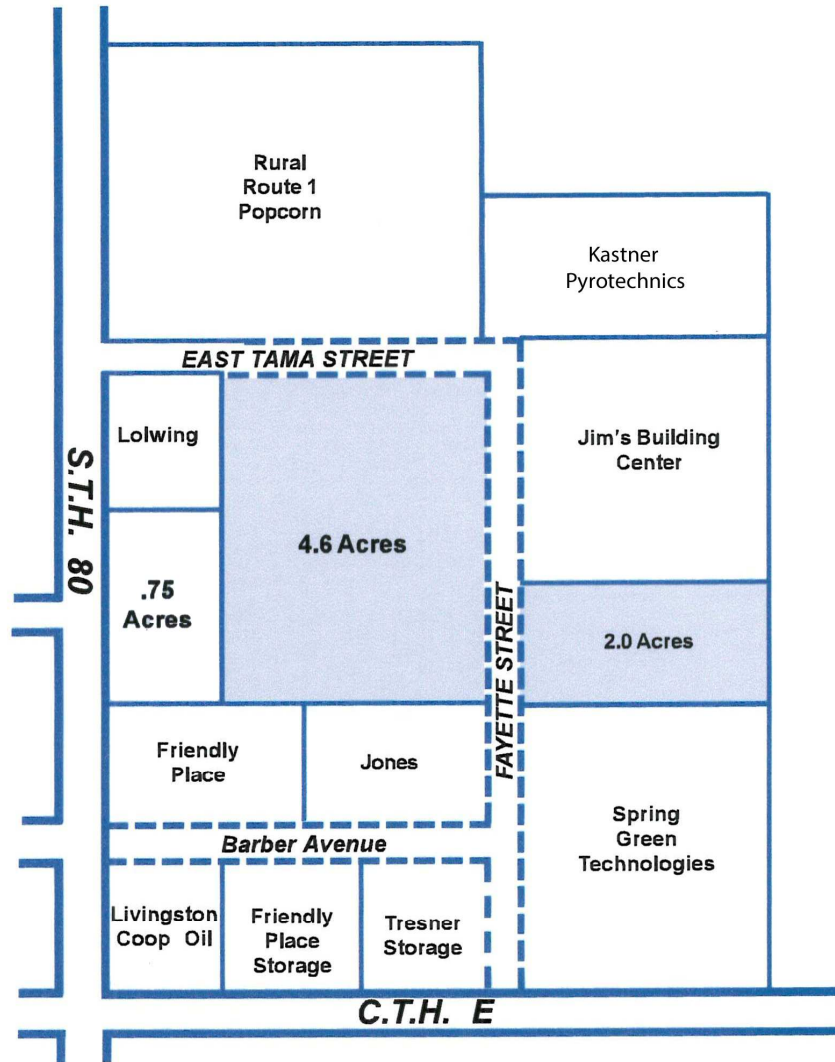 Rural
Route 1
Popcorn
Kastner
Pyrotechnics
EAST TAMA STREET
Lolwing
Jim's Building
Center
S.T.H. 80
4.6 Acres
.75
Acres
FAYETTE STREET
2.0 Acres
Friendly
Place
Jones
Spring
Green
Technologies
Barber Avenue
Livingston
Coop Oil
Friendly
Place
Storage
Tresner
Storage
C.T.H. E